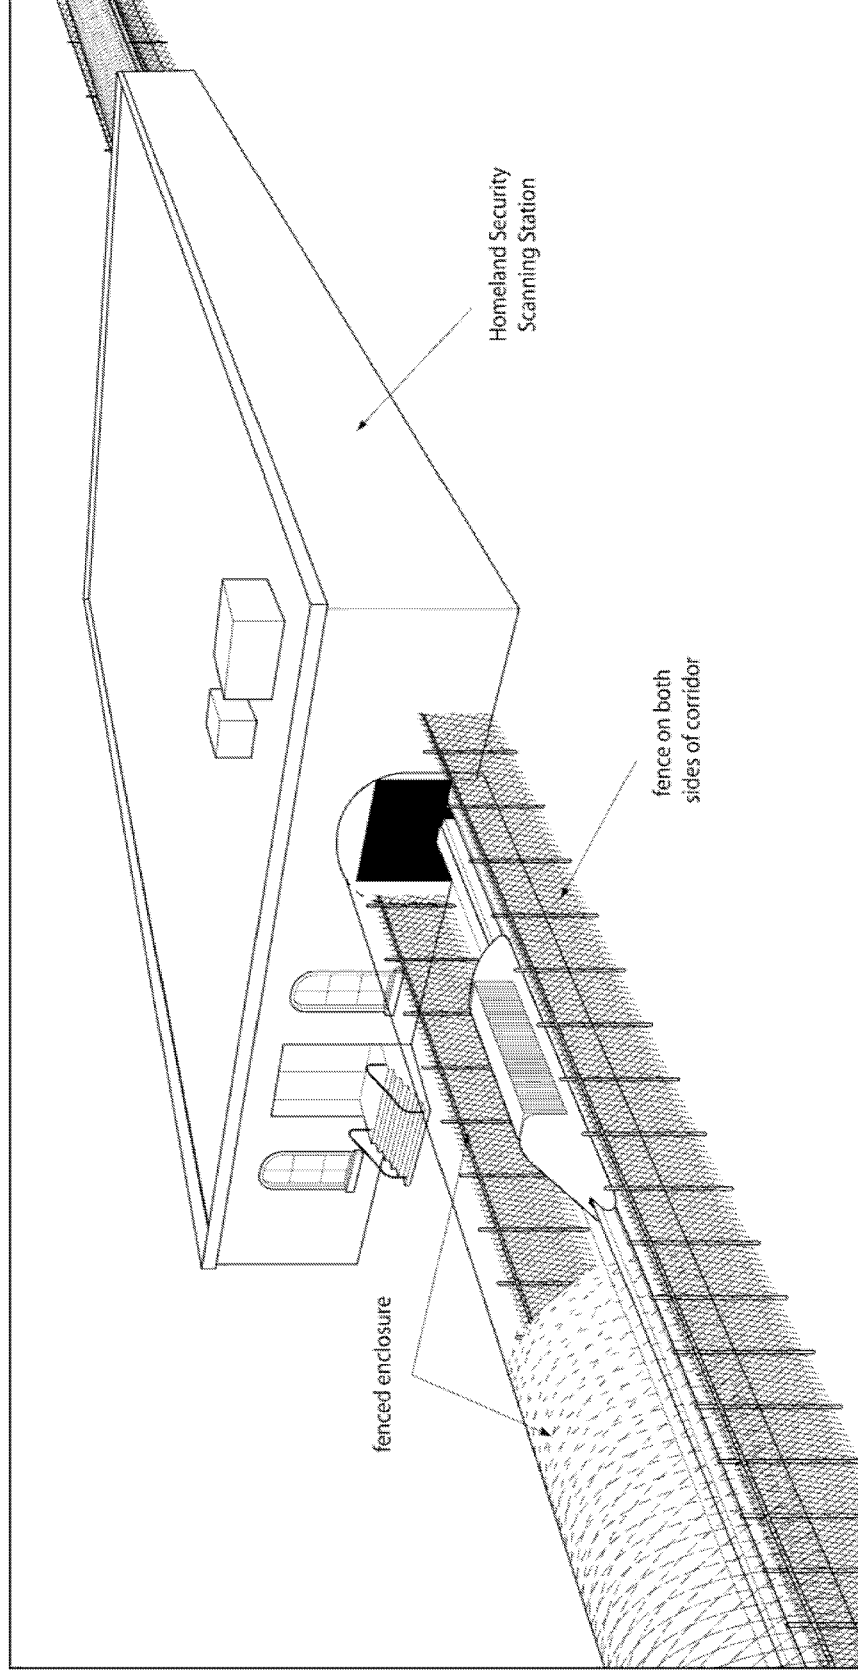 Homeland Security
Scanning Station
fence on both
sides of corridor
fenced enclosure